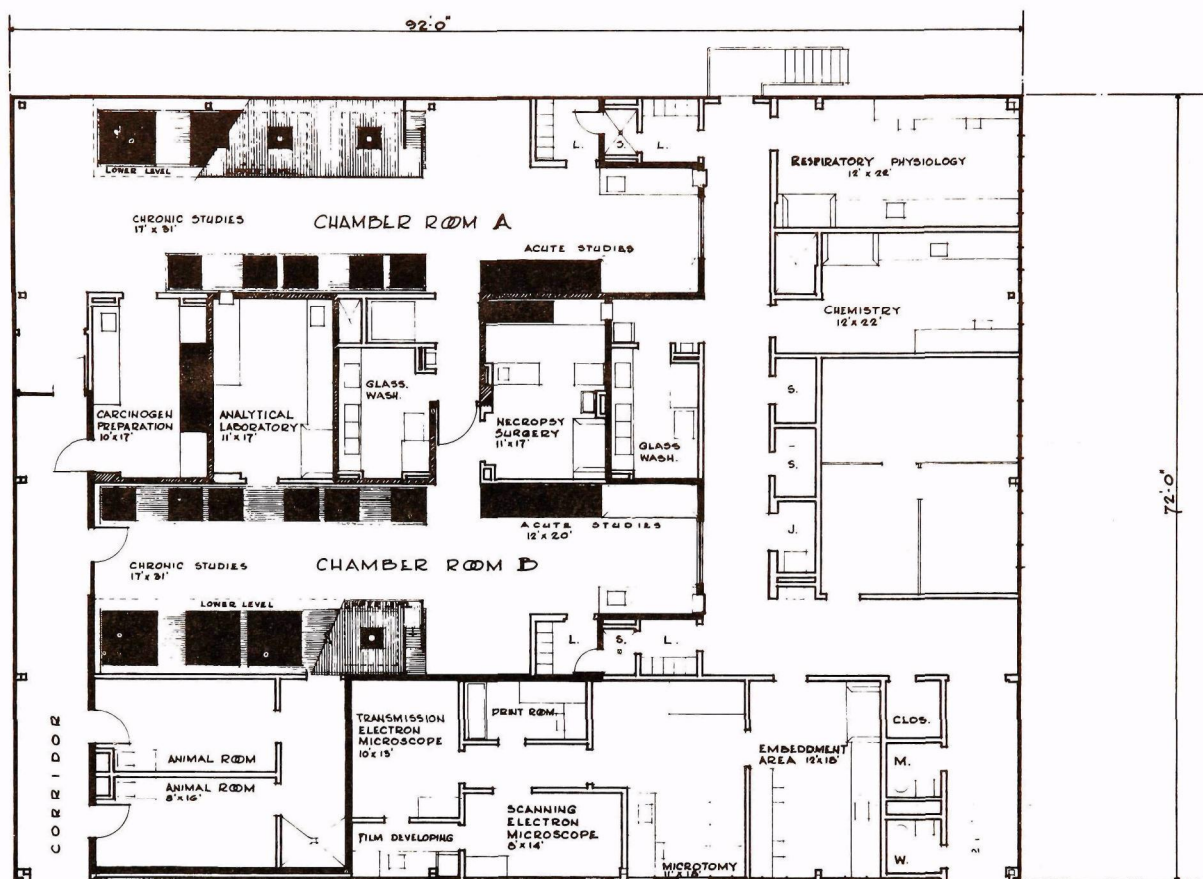 92'-0"
RESPIRATORY PHYSIOLOGY
12' x 22'
LOWER LEVEL
L.
S.
L.
CHRONIC STUDIES
17' x 31'
CHAMBER ROOM A
ACUTE STUDIES
CHEMISTRY
12' x 22'
GLASS.
WASH.
CARCINOGEN
PREPARATION
10' x 17'
ANALYTICAL
LABORATORY
11' x 17'
NECROPSY
SURGERY
11' x 17'
GLASS
WASH.
S.
S.
J.
72'-0"
ACUTE STUDIES
12' x 20'
CHRONIC STUDIES
17' x 31'
CHAMBER ROOM B
LOWER LEVEL
UPPER LEVEL
L.
S.
L.
CORRIDOR
ANIMAL ROOM
ANIMAL ROOM
8' x 16'
TRANSMISSION
ELECTRON
MICROSCOPE
10' x 13'
PRINT ROOM
FILM DEVELOPING
SCANNING
ELECTRON
MICROSCOPE
8' x 14'
MICROTOMY
11' x 18'
EMBEDDMENT
AREA 12' x 18'
CLOS.
M.
W.